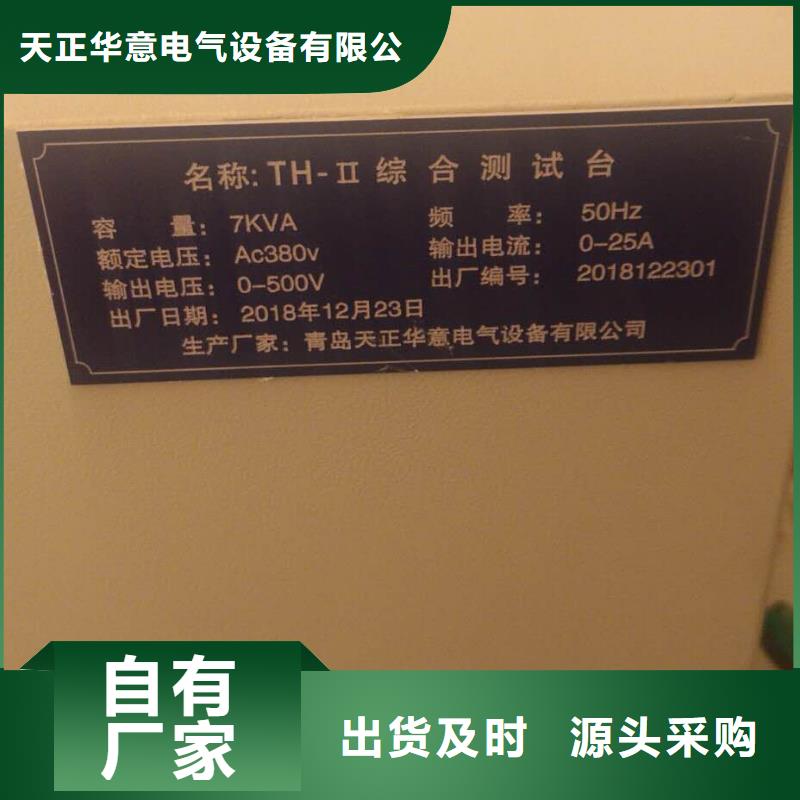 天正华意电气设备有限公
名称: TH-Ⅱ 综合测试台
容 量: 7KVA 频 率: 50Hz
额定电压: Ac380v 输出电流: 0-25A
输出电压: 0-500V 出厂编号: 2018122301
出厂日期: 2018年12月23日
生产厂家: 青岛天正华意电气设备有限公司
自有
厂家
出货及时 源头采购